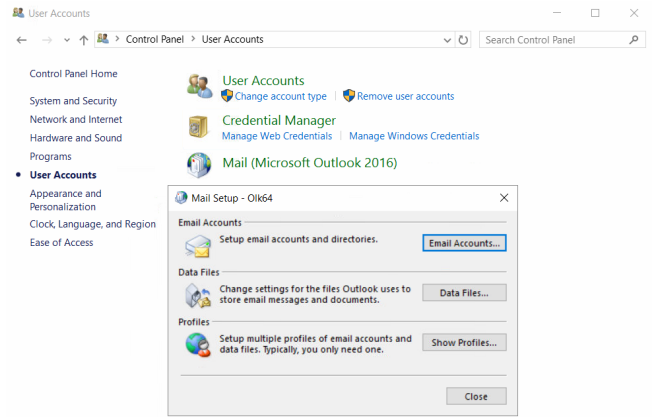 User Accounts
Control Panel > User Accounts
Search Control Panel
Control Panel Home
System and Security
Network and Internet
Hardware and Sound
Programs
User Accounts
Appearance and
Personalization
Clock, Language, and Region
Ease of Access
User Accounts
Change account type
Remove user accounts
Credential Manager
Manage Web Credentials
Manage Windows Credentials
Mail (Microsoft Outlook 2016)
Mail Setup - Olk64
Email Accounts
Setup email accounts and directories.
Email Accounts...
Data Files
Change settings for the files Outlook uses to
store email messages and documents.
Data Files...
Profiles
Setup multiple profiles of email accounts and
data files. Typically, you only need one.
Show Profiles...
Close